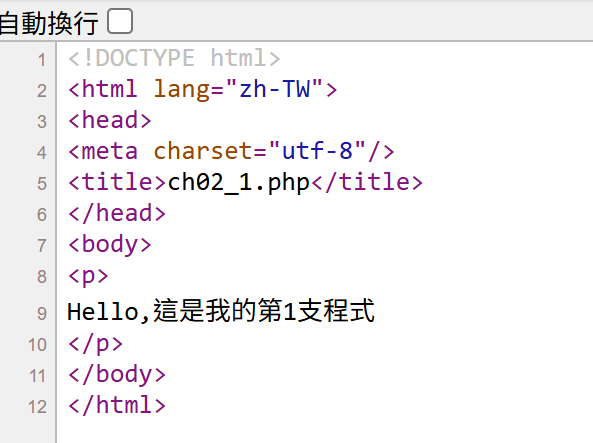 自動換行
1 <!DOCTYPE html>
2 <html lang="zh-TW">
3 <head>
4 <meta charset="utf-8"/>
5 <title>ch02_1.php</title>
6 </head>
7 <body>
8 <p>
9 Hello,這是我的第1支程式
10 </p>
11 </body>
12 </html>